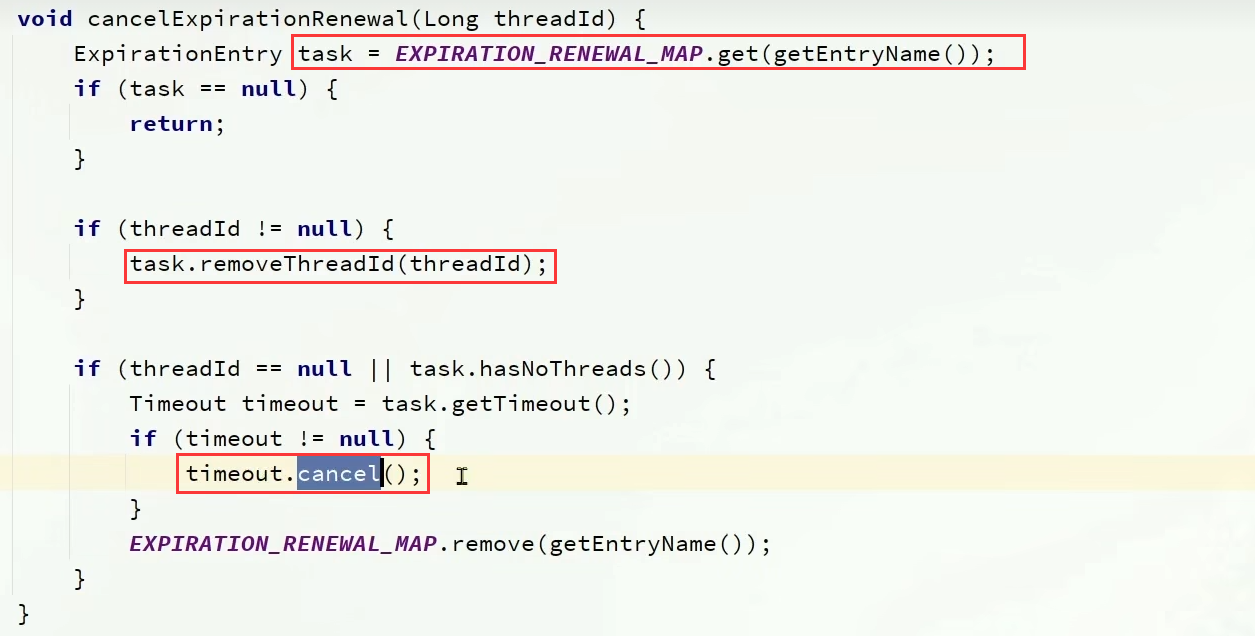 void cancelExpirationRenewal(Long threadId) {
    ExpirationEntry task = EXPIRATION_RENEWAL_MAP.get(getEntryName());
    if (task == null) {
        return;
    }

    if (threadId != null) {
        task.removeThreadId(threadId);
    }

    if (threadId == null || task.hasNoThreads()) {
        Timeout timeout = task.getTimeout();
        if (timeout != null) {
            timeout.cancel();
        }
        EXPIRATION_RENEWAL_MAP.remove(getEntryName());
    }
}